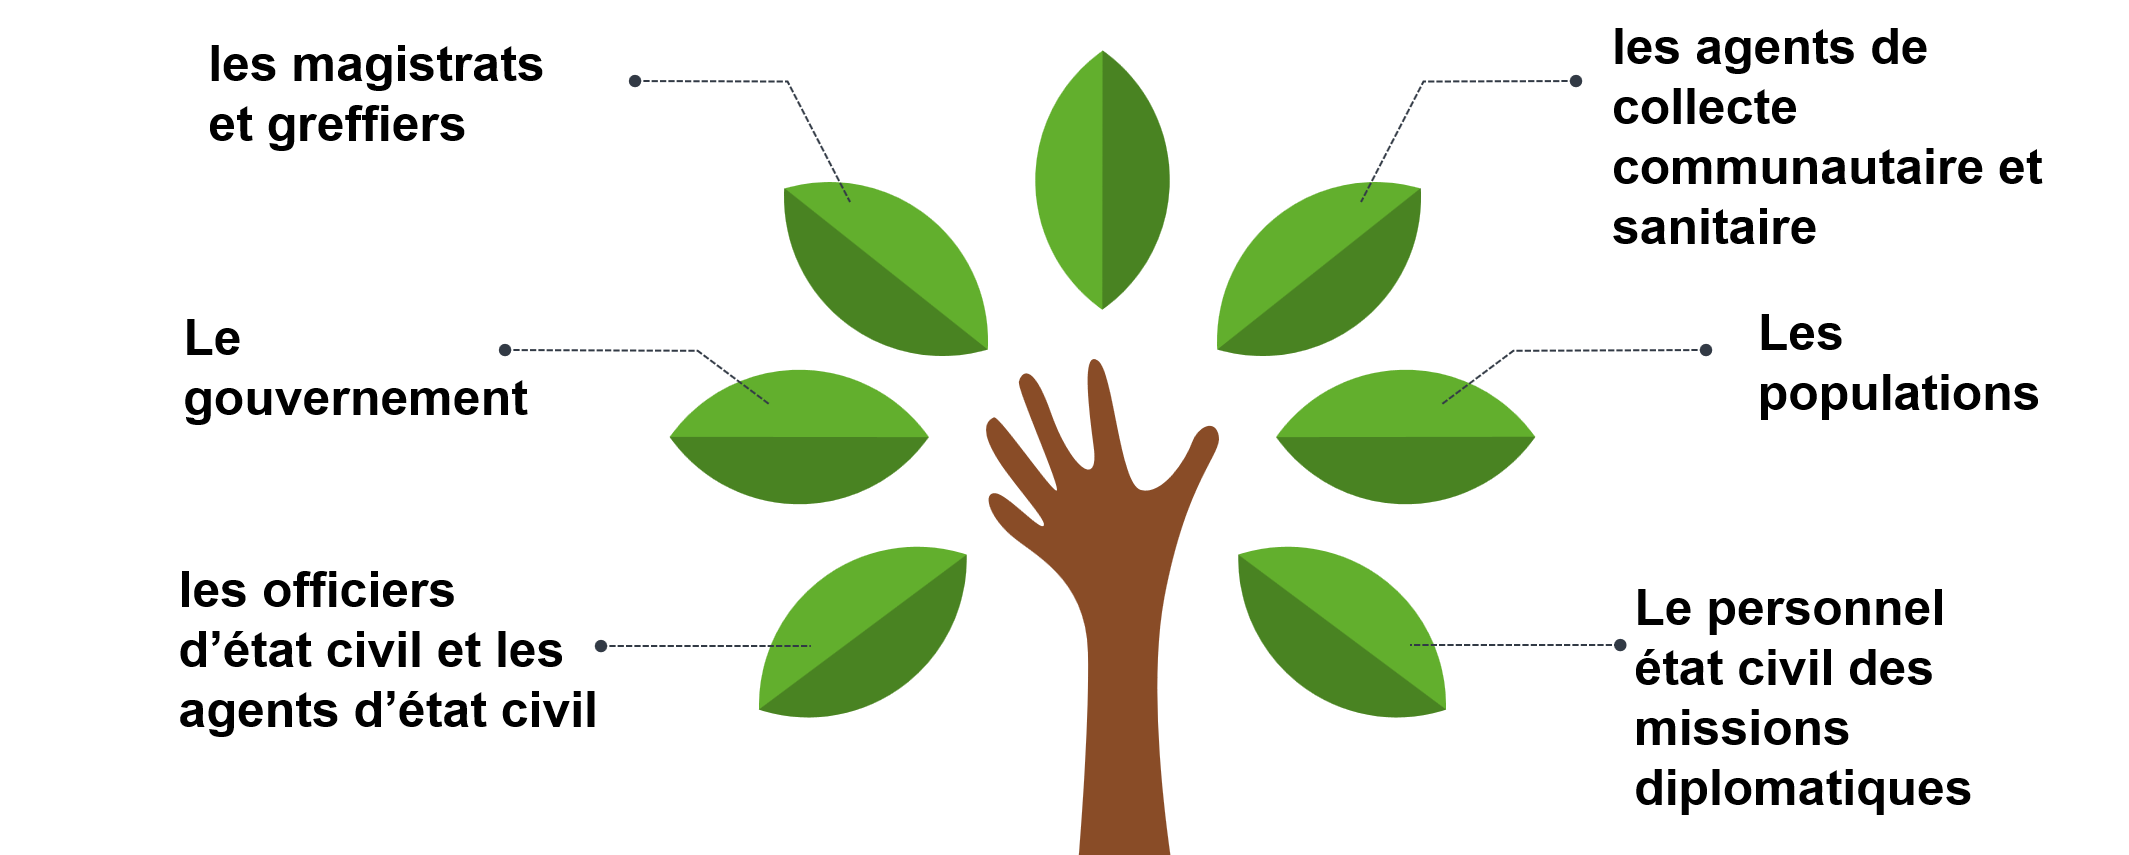 les magistrats
et greffiers
Le
gouvernement
les officiers
d’état civil et les
agents d’état civil
les agents de
collecte
communautaire et
sanitaire
Les
populations
Le personnel
état civil des
missions
diplomatiques